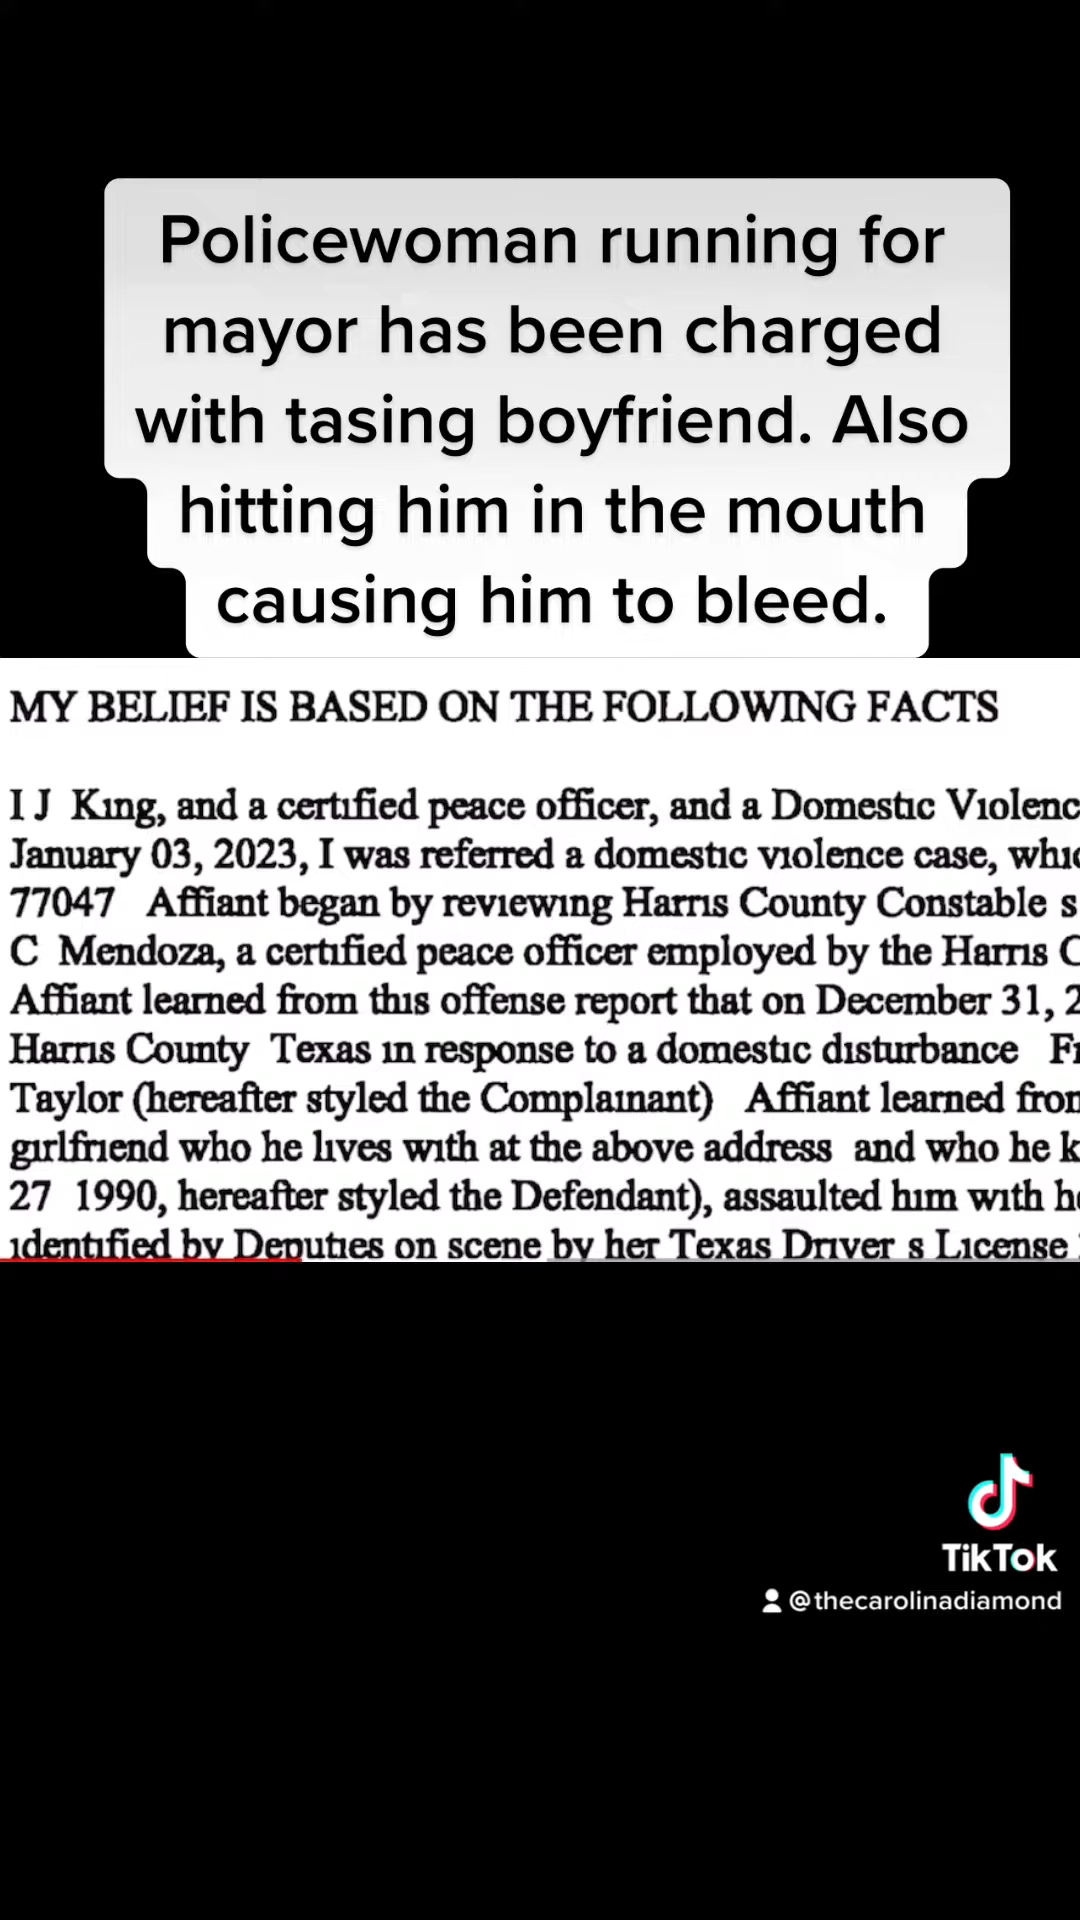 Policewoman running for
mayor has been charged
with tasing boyfriend. Also
hitting him in the mouth
causing him to bleed.
MY BELIEF IS BASED ON THE FOLLOWING FACTS
I J King, and a certified peace officer, and a Domestic Violenc
January 03, 2023, I was referred a domestic violence case, whic
77047 Affiant began by reviewing Harris County Constable s
C Mendoza, a certified peace officer employed by the Harris C
Affiant learned from this offense report that on December 31, 2
Harris County Texas in response to a domestic disturbance Fr
Taylor (hereafter styled the Complainant) Affiant learned fron
girlfriend who he lives with at the above address and who he k
27 1990, hereafter styled the Defendant), assaulted him with he
identified by Deputies on scene by her Texas Driver s License
TikTok
@thecarolinadiamond